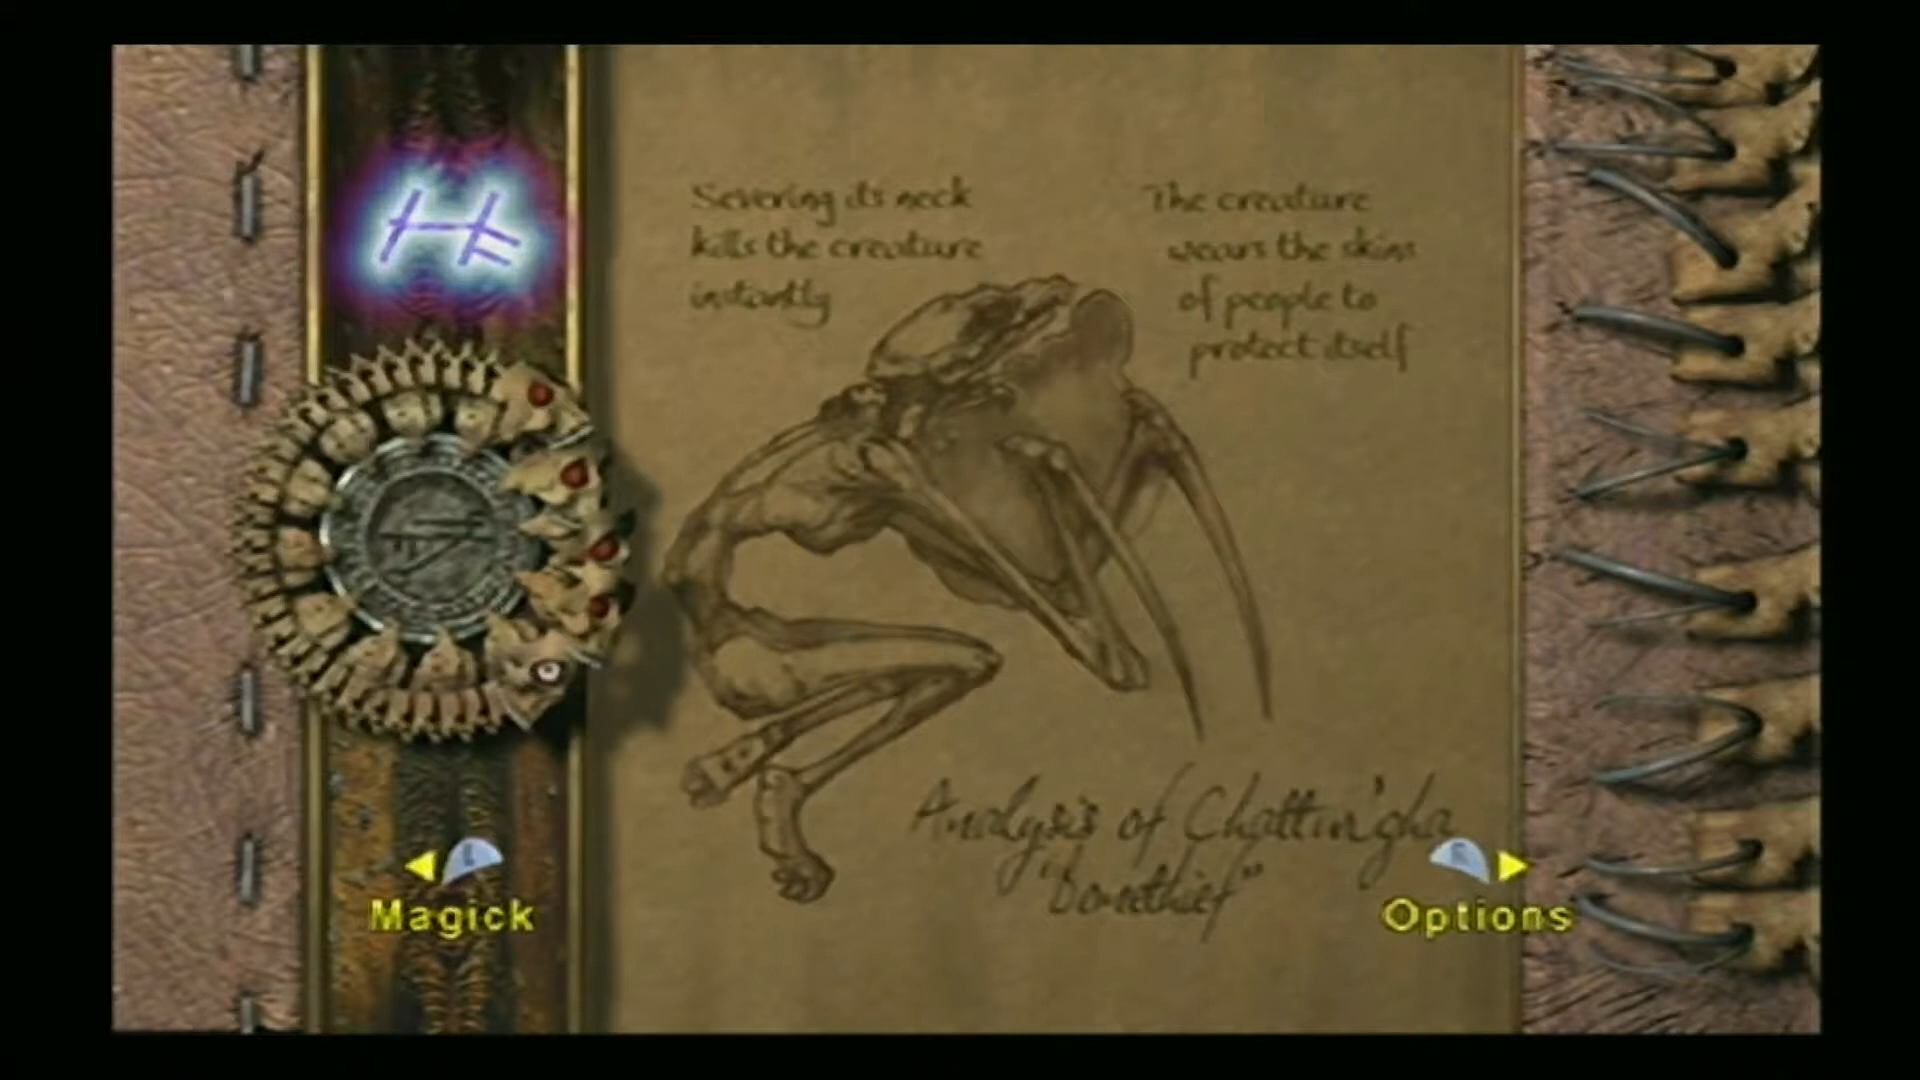 Severing its neck
kills the creature
instantly
The creature
wears the skins
of people to
protect itself
Analysis of Chattur'gha
"Bonethief"
L
Magick
R
Options